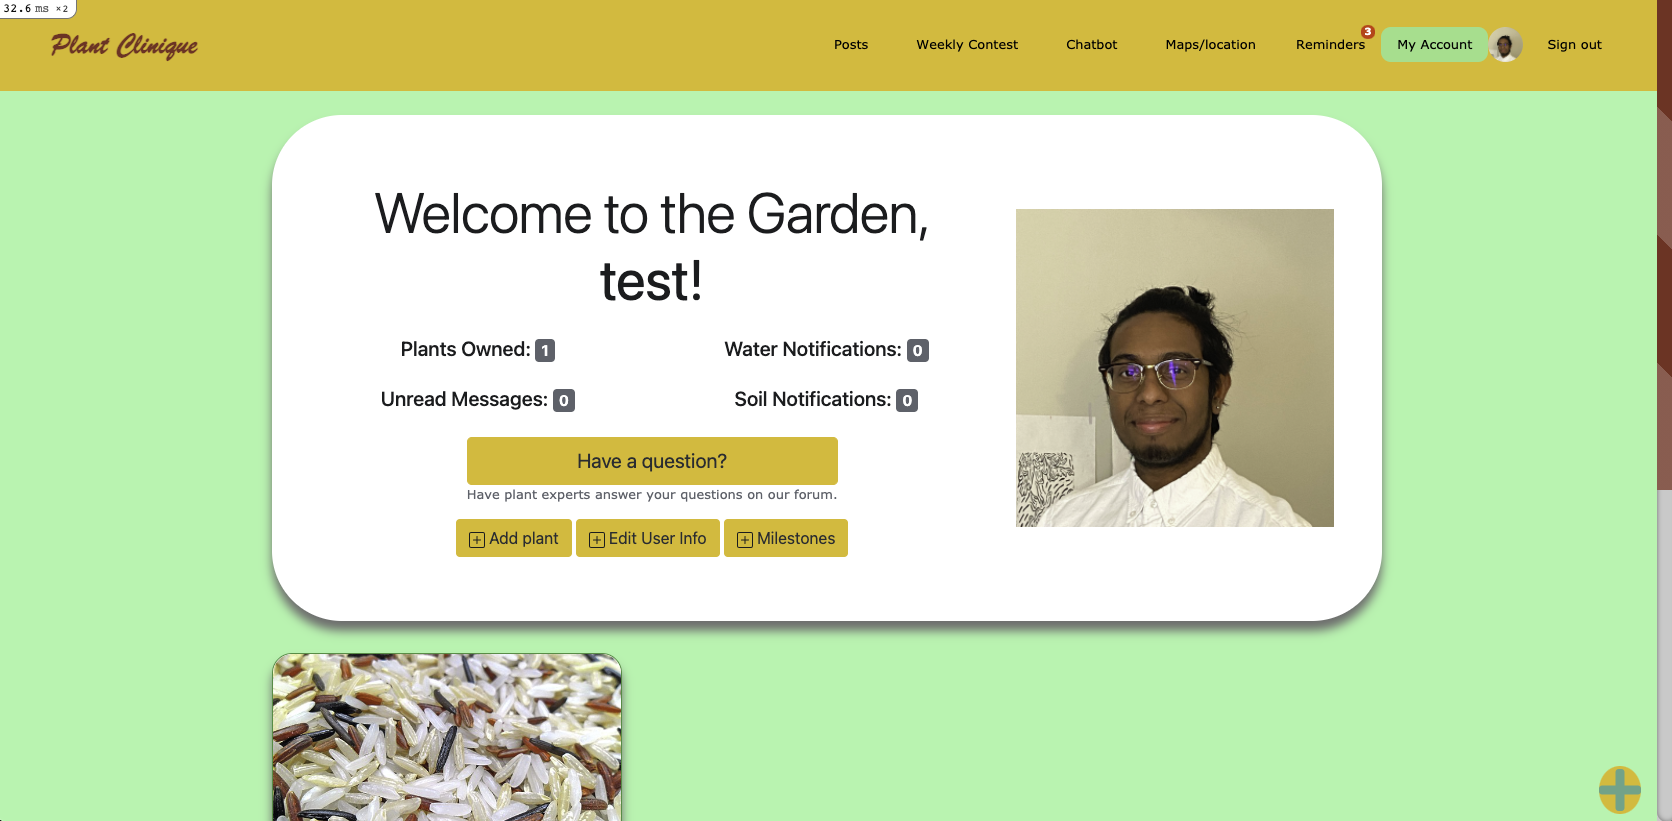 32.6 ms ×2
Plant Clinique
Posts
Weekly Contest
Chatbot
Maps/location
Reminders
3
My Account
Sign out
Welcome to the Garden,
test!
Plants Owned: 1
Water Notifications: 0
Unread Messages: 0
Soil Notifications: 0
Have a question?
Have plant experts answer your questions on our forum.
Add plant
Edit User Info
Milestones